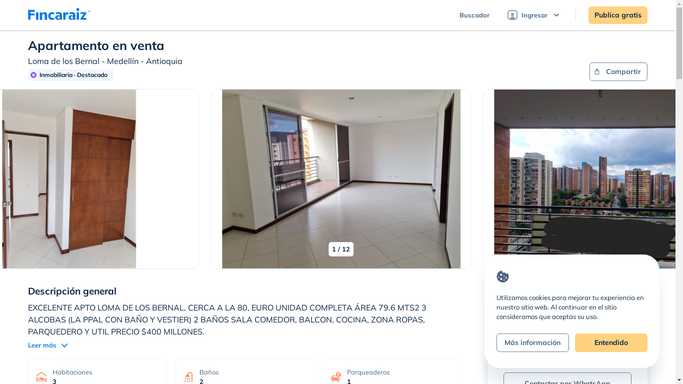 Fincaraiz
Buscador
Ingresar
Publica gratis
Apartamento en venta
Loma de los Bernal - Medellín - Antioquia
Inmobiliaria · Destacado
Compartir
1 / 12
Descripción general
EXCELENTE APTO LOMA DE LOS BERNAL, CERCA A LA 80, EURO UNIDAD COMPLETA ÁREA 79.6 MTS2 3
ALCOBAS (LA PPAL CON BAÑO Y VESTIER) 2 BAÑOS SALA COMEDOR, BALCON, COCINA, ZONA ROPAS,
PARQUEDERO Y UTIL PRECIO $400 MILLONES.
Leer más
Habitaciones
3
Baños
2
Parqueaderos
1
Utilizamos cookies para mejorar tu experiencia en
nuestro sitio web. Al continuar en el sitio
consideramos que aceptas su uso.
Más información
Entendido
Contactar por WhatsApp